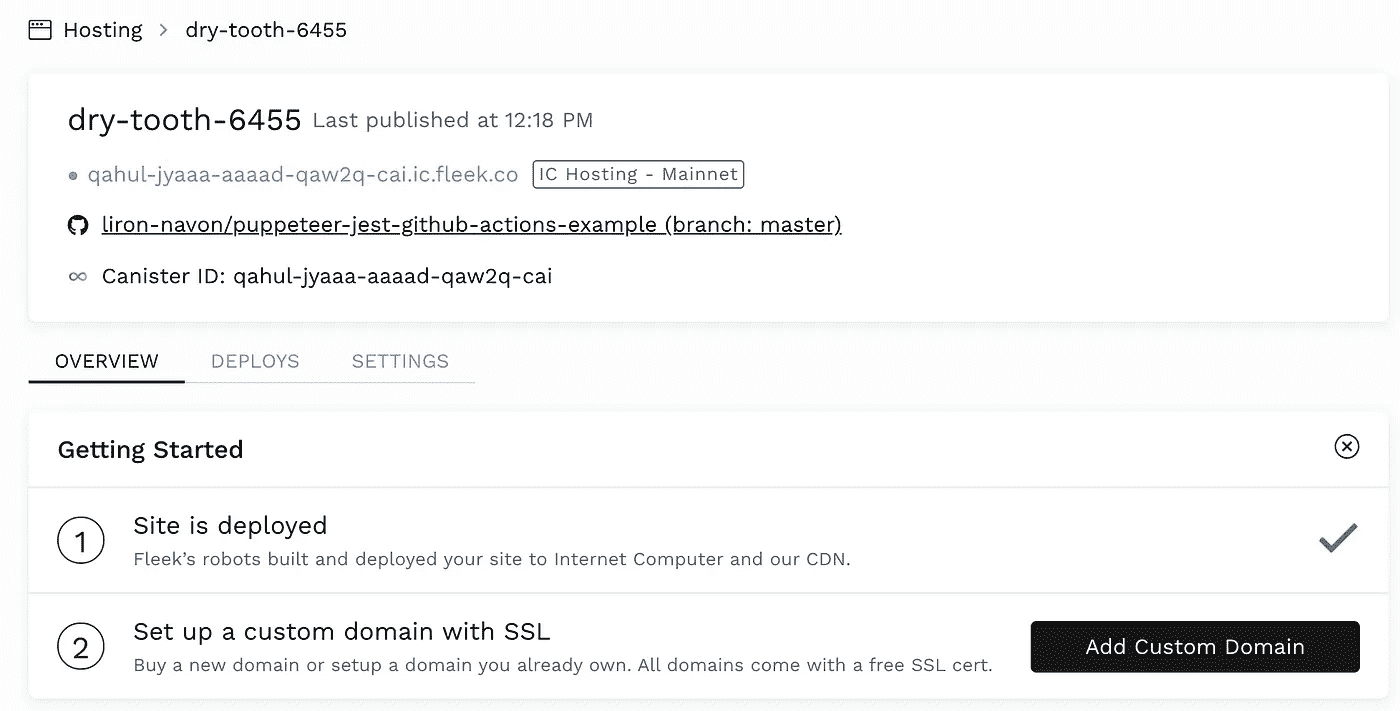 Hosting > dry-tooth-6455
dry-tooth-6455 Last published at 12:18 PM
qahul-jyaaa-aaaad-qaw2q-cai.ic.fleek.co IC Hosting - Mainnet
liron-navon/puppeteer-jest-github-actions-example (branch: master)
Canister ID: qahul-jyaaa-aaaad-qaw2q-cai
OVERVIEW DEPLOYS SETTINGS
Getting Started
1 Site is deployed
Fleek’s robots built and deployed your site to Internet Computer and our CDN.
2 Set up a custom domain with SSL
Buy a new domain or setup a domain you already own. All domains come with a free SSL cert.
Add Custom Domain